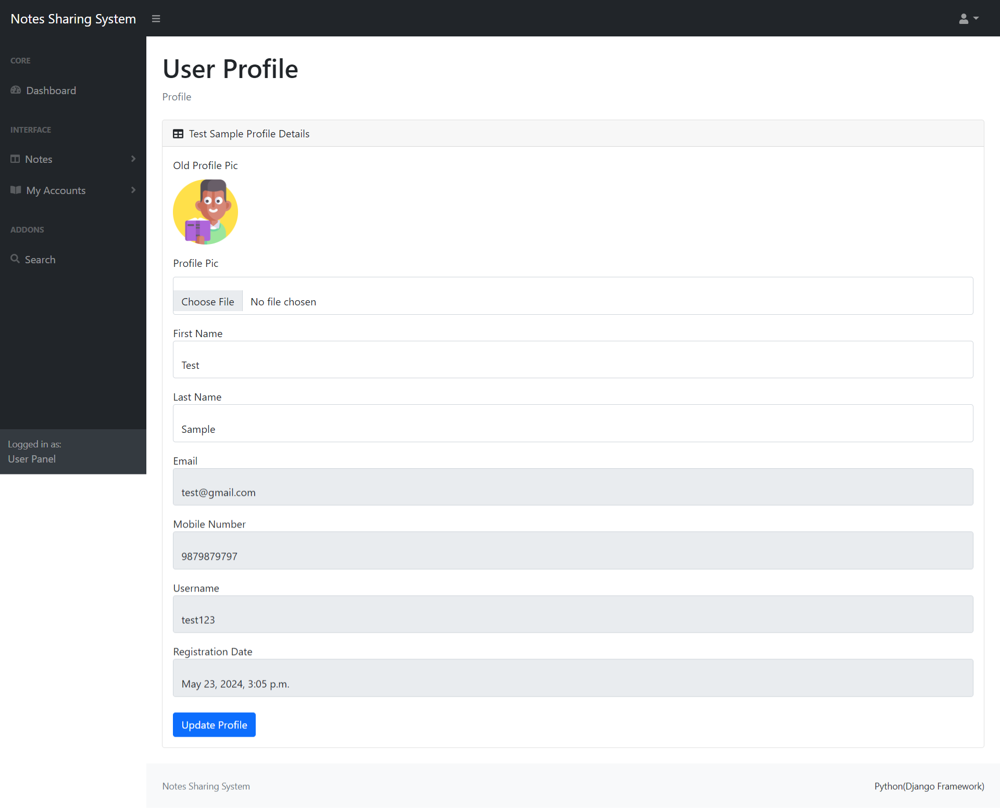 Notes Sharing System
CORE
Dashboard
INTERFACE
Notes
My Accounts
ADDONS
Search
Logged in as:
User Panel
User Profile
Profile
Test Sample Profile Details
Old Profile Pic
Profile Pic
Choose File No file chosen
First Name
Test
Last Name
Sample
Email
test@gmail.com
Mobile Number
9879879797
Username
test123
Registration Date
May 23, 2024, 3:05 p.m.
Update Profile
Notes Sharing System
Python(Django Framework)